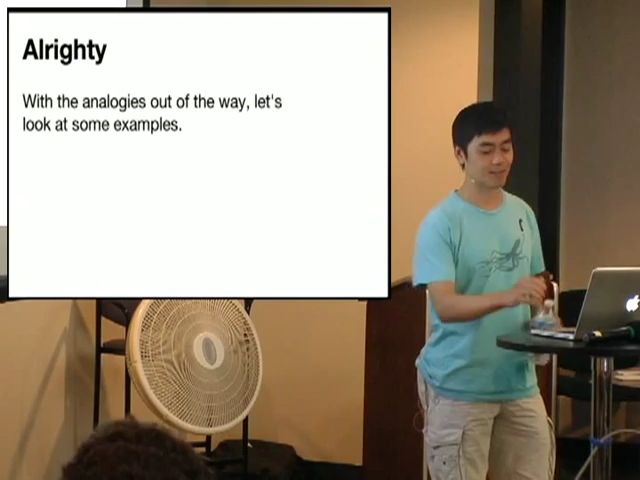 Alrighty
With the analogies out of the way, let's
look at some examples.